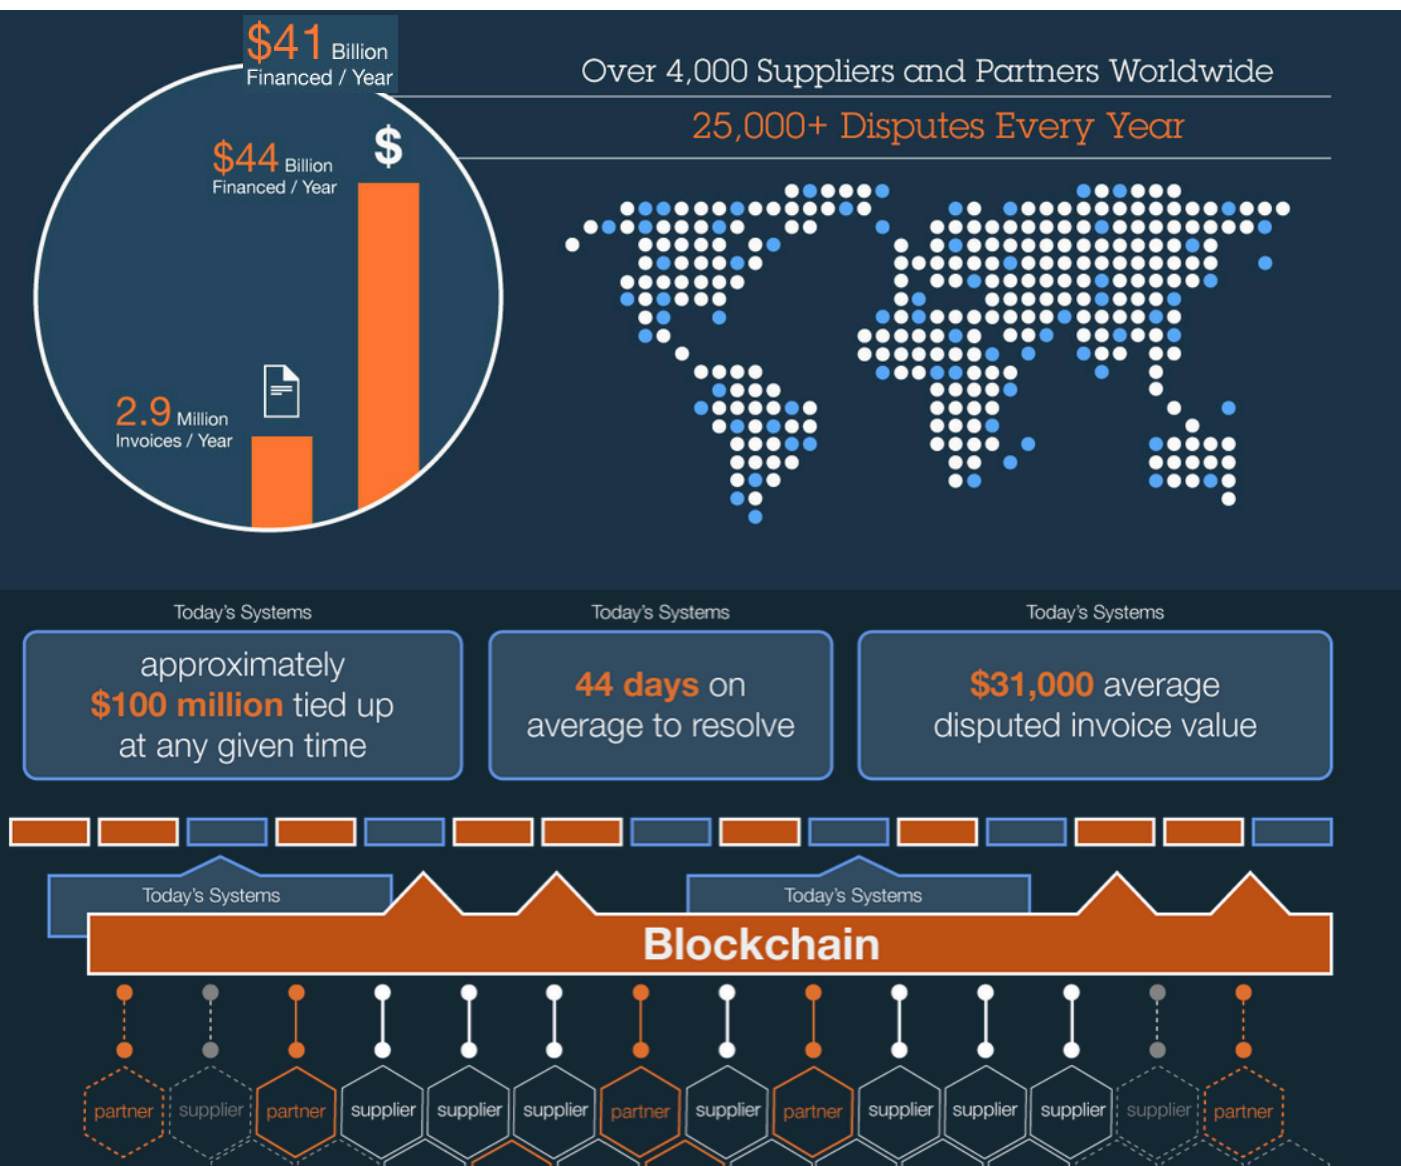 $41 Billion
Financed / Year
Over 4,000 Suppliers and Partners Worldwide
25,000+ Disputes Every Year
$
$44 Billion
Financed / Year
2.9 Million
Invoices / Year
Today's Systems
approximately
$100 million tied up
at any given time
Today's Systems
44 days on
average to resolve
Today's Systems
$31,000 average
disputed invoice value
Today's Systems
Today's Systems
Blockchain
partner supplier partner supplier supplier supplier partner supplier partner supplier supplier supplier supplier partner